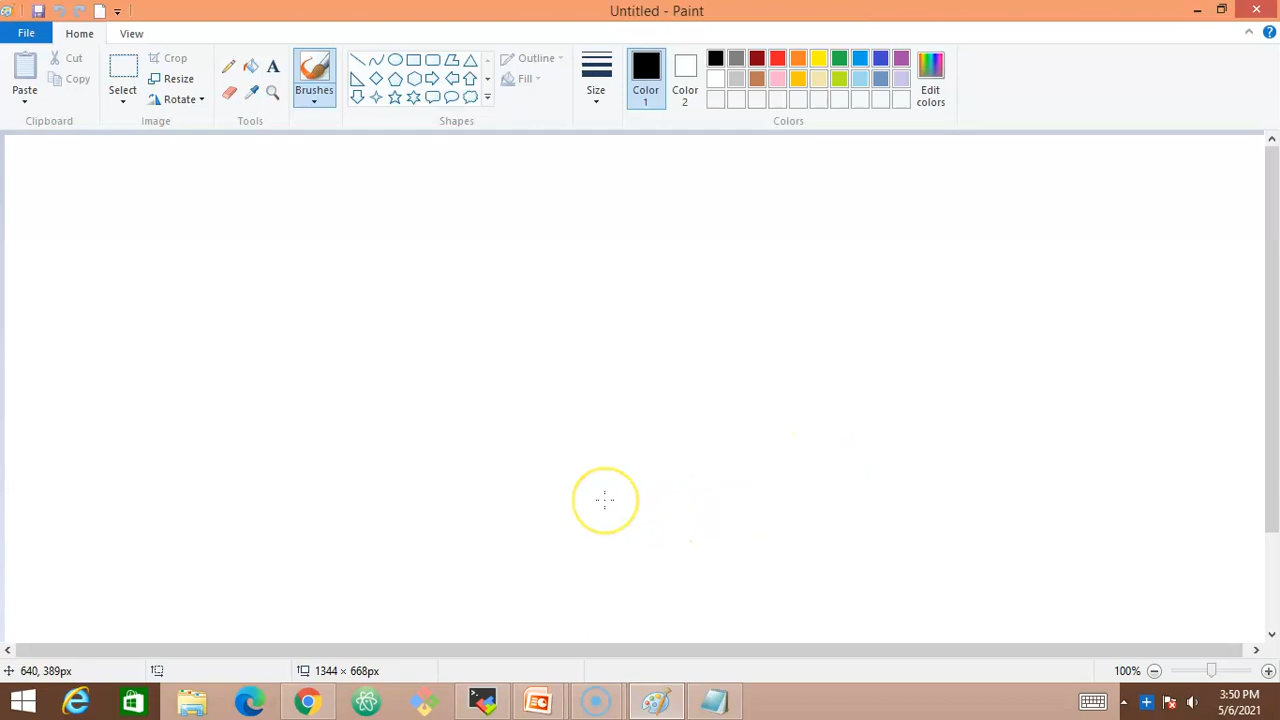 Untitled - Paint
File Home View
Paste
Cut
Copy
Clipboard
Select
Crop
Resize
Rotate
Image
A
Tools
Brushes
Outline
Fill
Shapes
Size
Color 1
Color 2
Edit colors
Colors
640, 389px
1344 × 668px
100%
3:50 PM
5/6/2021